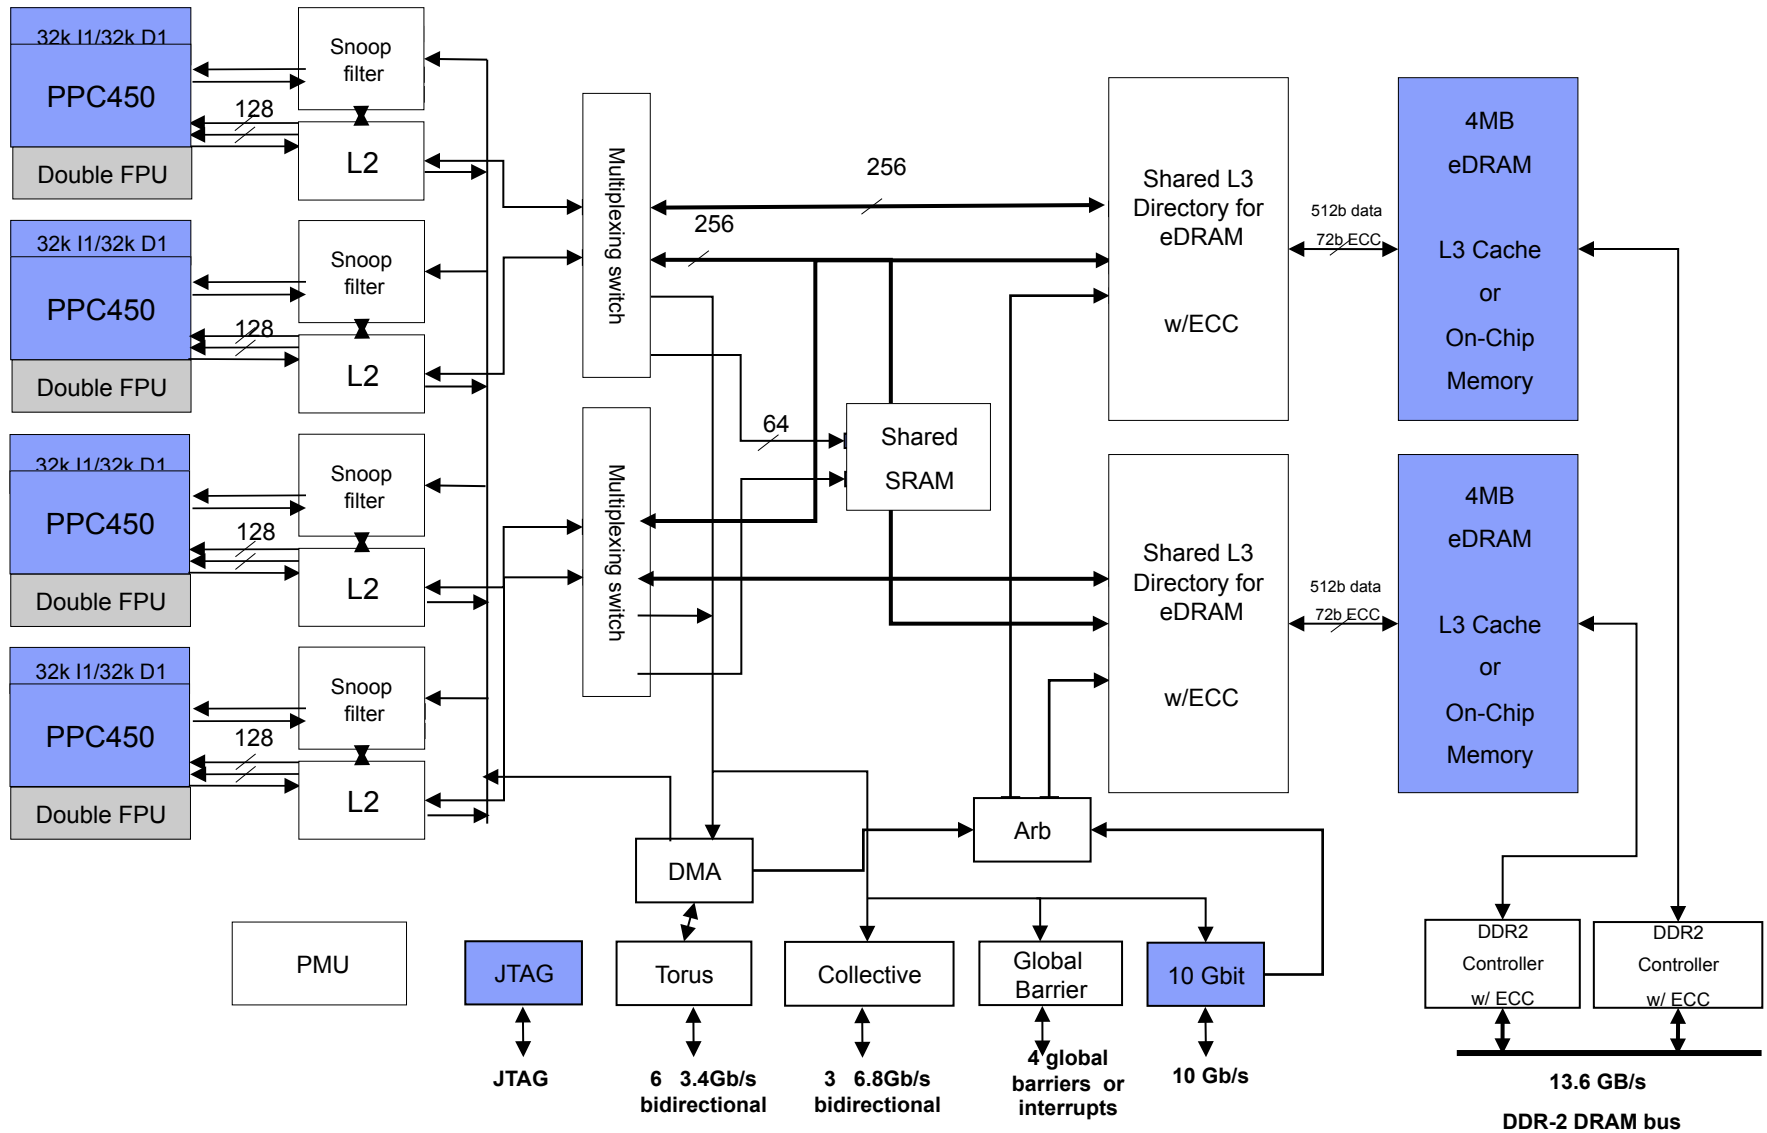 32k I1/32k D1
PPC450
Double FPU
Snoop
filter
128
L2
32k I1/32k D1
PPC450
Double FPU
Snoop
filter
128
L2
32k I1/32k D1
PPC450
Double FPU
Snoop
filter
128
L2
32k I1/32k D1
PPC450
Double FPU
Snoop
filter
128
L2
Multiplexing switch
Multiplexing switch
256
256
64
Shared
SRAM
Shared L3
Directory for
eDRAM
w/ECC
512b data
72b ECC
4MB
eDRAM
L3 Cache
or
On-Chip
Memory
Shared L3
Directory for
eDRAM
w/ECC
512b data
72b ECC
4MB
eDRAM
L3 Cache
or
On-Chip
Memory
Arb
DMA
PMU
JTAG
Torus
Collective
Global
Barrier
10 Gbit
DDR2
Controller
w/ ECC
DDR2
Controller
w/ ECC
JTAG
6 3.4Gb/s
bidirectional
3 6.8Gb/s
bidirectional
4 global
barriers or
interrupts
10 Gb/s
13.6 GB/s
DDR-2 DRAM bus